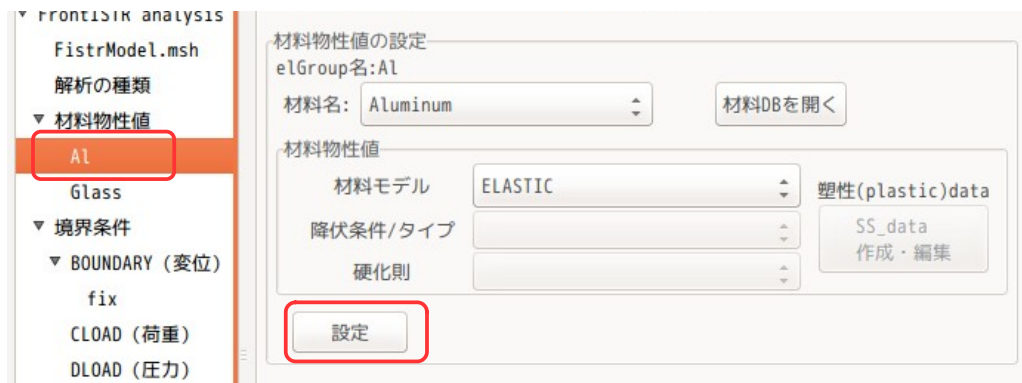 ▼ FrontISTR analysis
FistrModel.msh
解析の種類
▼ 材料物性値
Al
Glass
▼ 境界条件
▼ BOUNDARY (変位)
fix
CLOAD (荷重)
DLOAD (圧力)
材料物性値の設定
elGroup名:Al
材料名: Aluminum 材料DBを開く
材料物性値
材料モデル ELASTIC
降伏条件/タイプ
硬化則
塑性(plastic)data
SS_data
作成・編集
設定